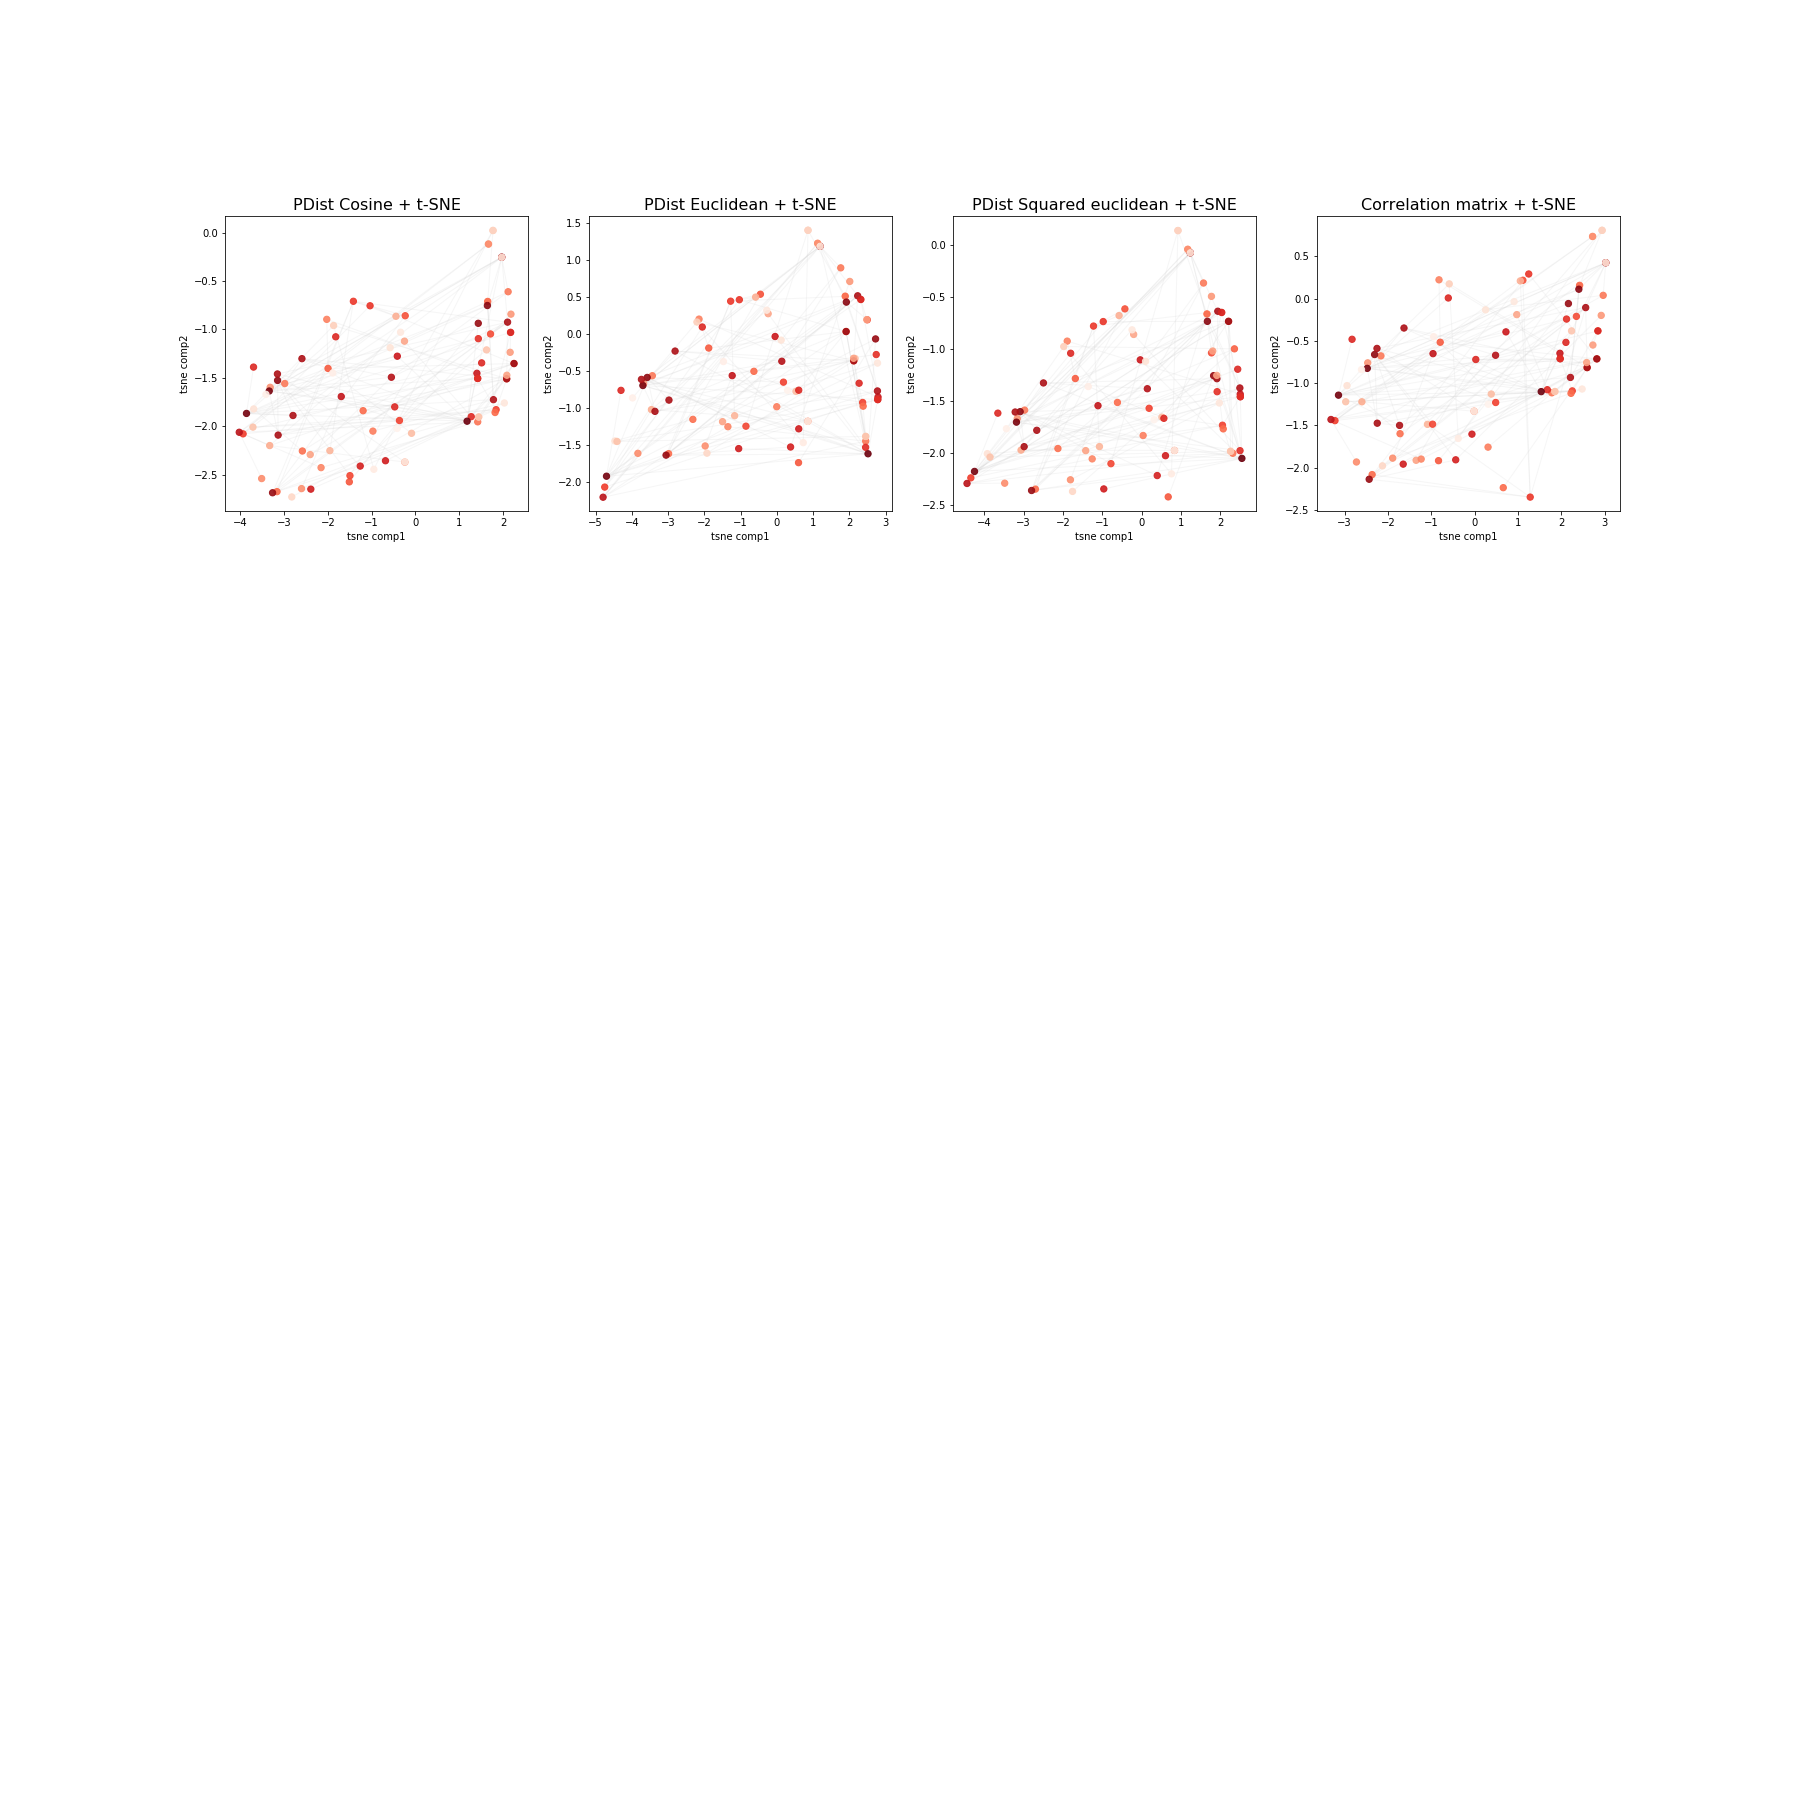 PDist Cosine + t-SNE
0.0
−0.5
−1.0
−1.5
−2.0
−2.5
tsne comp2
−4 −3 −2 −1 0 1 2
tsne comp1
PDist Euclidean + t-SNE
1.5
1.0
0.5
0.0
−0.5
−1.0
−1.5
−2.0
tsne comp2
−5 −4 −3 −2 −1 0 1 2 3
tsne comp1
PDist Squared euclidean + t-SNE
0.0
−0.5
−1.0
−1.5
−2.0
−2.5
tsne comp2
−4 −3 −2 −1 0 1 2
tsne comp1
Correlation matrix + t-SNE
0.5
0.0
−0.5
−1.0
−1.5
−2.0
−2.5
tsne comp2
−3 −2 −1 0 1 2 3
tsne comp1